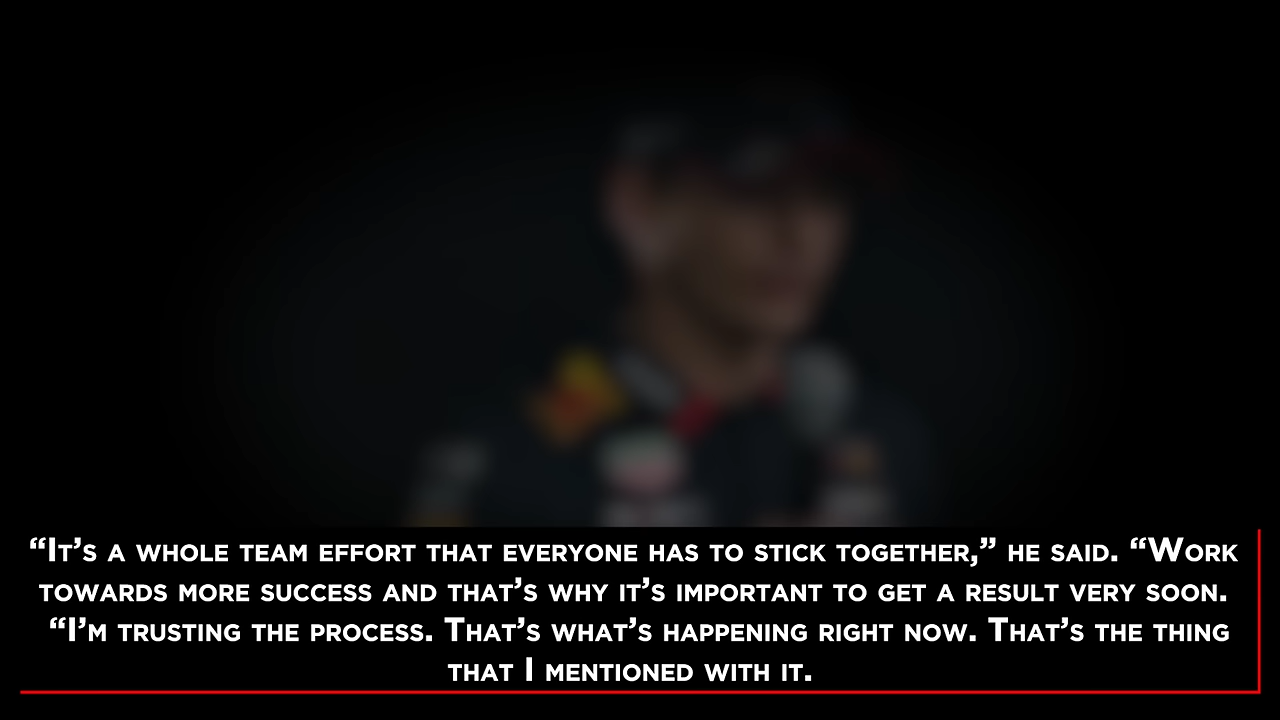 “It’s a whole team effort that everyone has to stick together,” he said. “Work
towards more success and that’s why it’s important to get a result very soon.
“I’m trusting the process. That’s what’s happening right now. That’s the thing
that I mentioned with it.